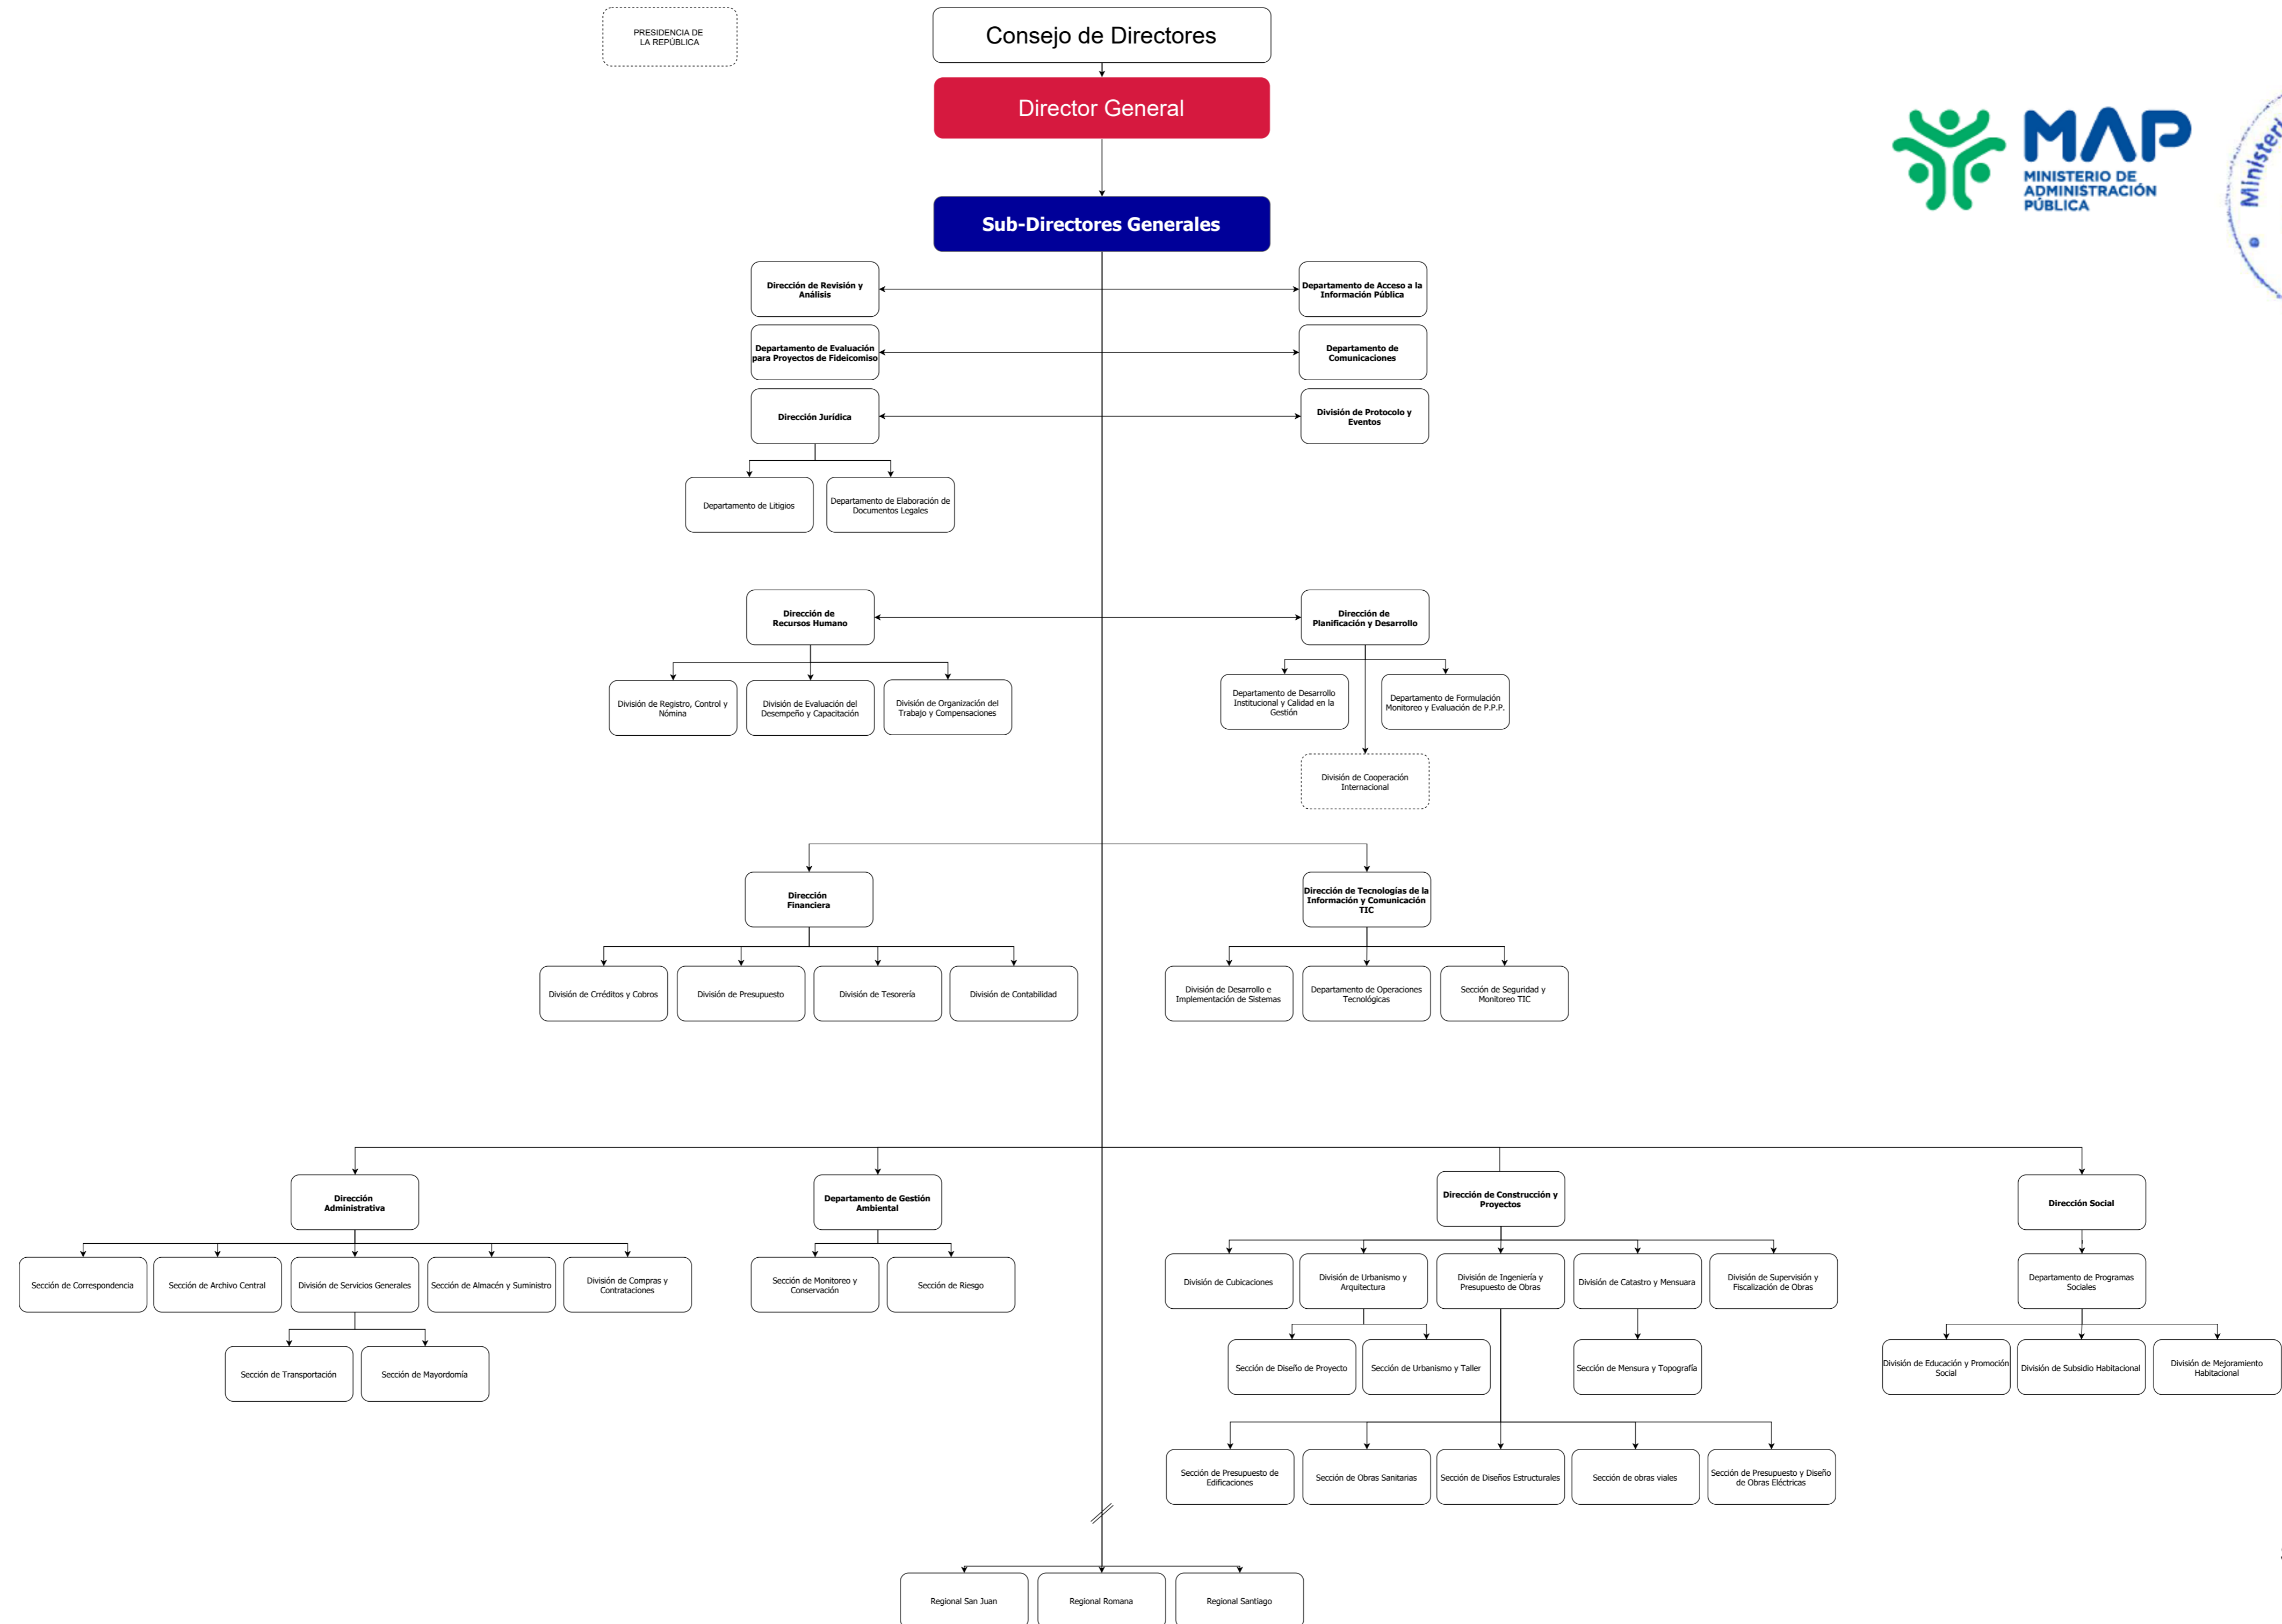 PRESIDENCIA DE
LA REPÚBLICA
Consejo de Directores
Director General
MAP
MINISTERIO DE
ADMINISTRACIÓN
PÚBLICA
Sub-Directores Generales
Dirección de Revisión y
Análisis
Departamento de Acceso a la
Información Pública
Departamento de Evaluación
para Proyectos de Fideicomiso
Departamento de
Comunicaciones
Dirección Jurídica
División de Protocolo y
Eventos
Departamento de Litigios
Departamento de Elaboración de
Documentos Legales
Dirección de
Recursos Humano
Dirección de
Planificación y Desarrollo
División de Registro, Control y
Nómina
División de Evaluación del
Desempeño y Capacitación
División de Organización del
Trabajo y Compensaciones
Departamento de Desarrollo
Institucional y Calidad en la
Gestión
Departamento de Formulación
Monitoreo y Evaluación de P.P.P.
División de Cooperación
Internacional
Dirección
Financiera
Dirección de Tecnologías de la
Información y Comunicación
TIC
División de Crréditos y Cobros
División de Presupuesto
División de Tesorería
División de Contabilidad
División de Desarrollo e
Implementación de Sistemas
Departamento de Operaciones
Tecnológicas
Sección de Seguridad y
Monitoreo TIC
Dirección
Administrativa
Departamento de Gestión
Ambiental
Dirección de Construcción y
Proyectos
Dirección Social
Sección de Correspondencia
Sección de Archivo Central
División de Servicios Generales
Sección de Almacén y Suministro
División de Compras y
Contrataciones
Sección de Monitoreo y
Conservación
Sección de Riesgo
División de Cubicaciones
División de Urbanismo y
Arquitectura
División de Ingeniería y
Presupuesto de Obras
División de Catastro y Mensuara
División de Supervisión y
Fiscalización de Obras
Departamento de Programas
Sociales
Sección de Transportación
Sección de Mayordomía
Sección de Diseño de Proyecto
Sección de Urbanismo y Taller
Sección de Mensura y Topografía
División de Educación y Promoción
Social
División de Subsidio Habitacional
División de Mejoramiento
Habitacional
Sección de Presupuesto de
Edificaciones
Sección de Obras Sanitarias
Sección de Diseños Estructurales
Sección de obras viales
Sección de Presupuesto y Diseño
de Obras Eléctricas
Regional San Juan
Regional Romana
Regional Santiago